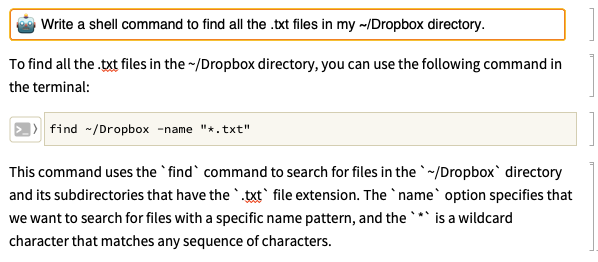 Write a shell command to find all the .txt files in my ~/Dropbox directory.
To find all the .txt files in the ~/Dropbox directory, you can use the following command in
the terminal:
find ~/Dropbox -name "*.txt"
This command uses the `find` command to search for files in the `~/Dropbox` directory
and its subdirectories that have the `.txt` file extension. The `name` option specifies that
we want to search for files with a specific name pattern, and the `*` is a wildcard
character that matches any sequence of characters.